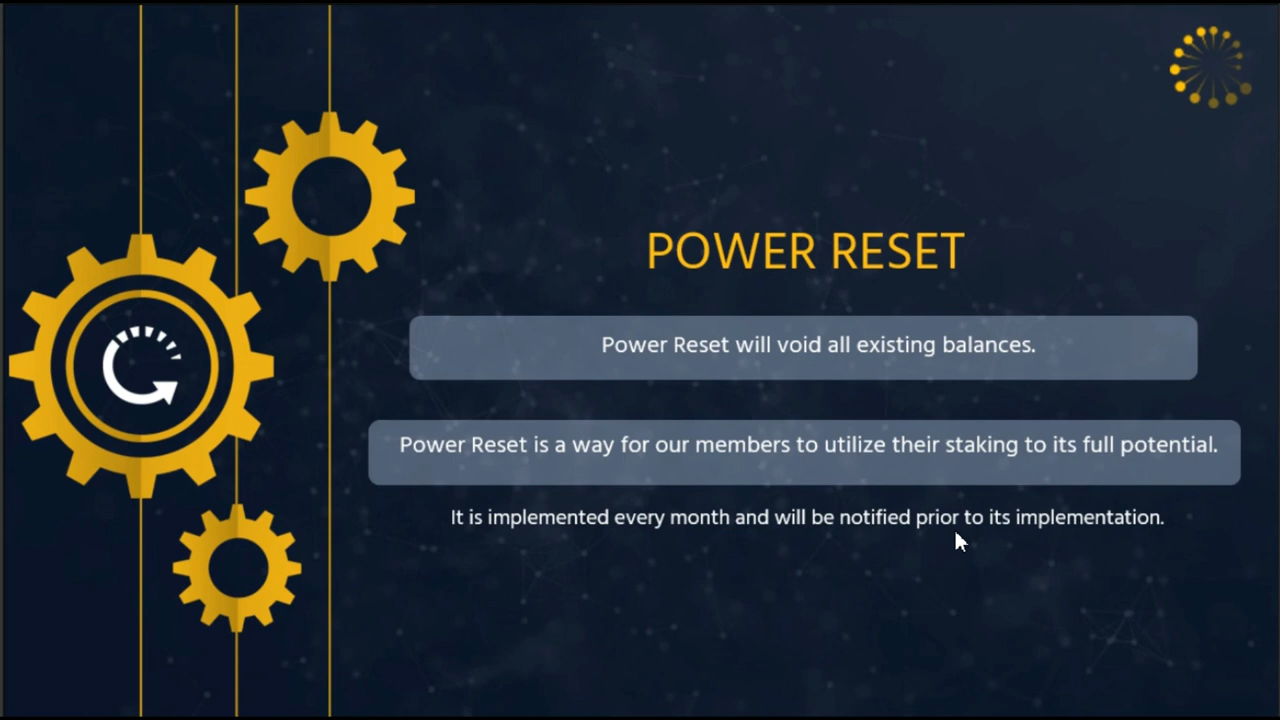 POWER RESET
Power Reset will void all existing balances.
Power Reset is a way for our members to utilize their staking to its full potential.
It is implemented every month and will be notified prior to its implementation.